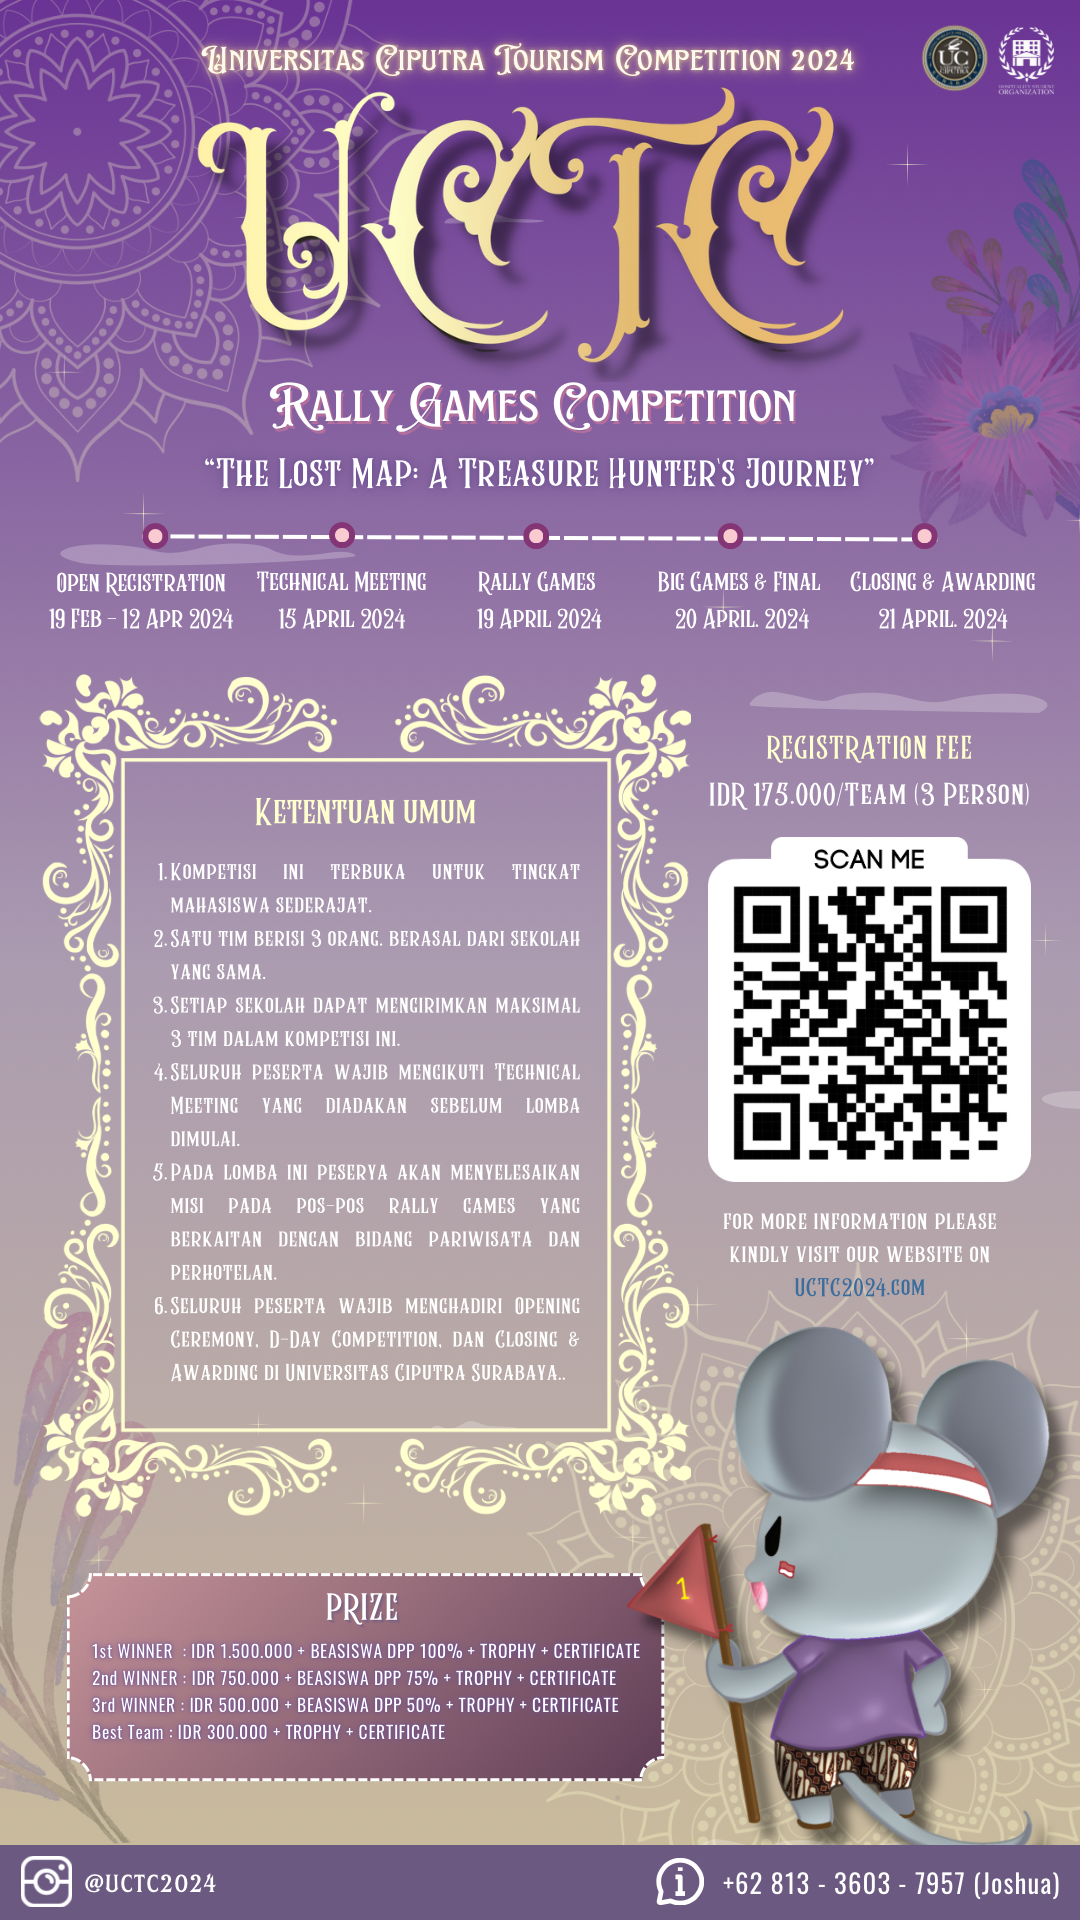 Universitas Ciputra Tourism Competition 2024
UC
HOSPITALITY STUDENT
ORGANIZATION
UCTC
Rally Games Competition
“The Lost Map: A Treasure Hunter's Journey”
Open Registration
19 Feb - 12 Apr 2024
Technical Meeting
15 April 2024
Rally Games
19 April 2024
Big Games & Final
20 April. 2024
Closing & Awarding
21 April. 2024
Ketentuan umum
1. Kompetisi ini terbuka untuk tingkat
mahasiswa sederajat.
2. Satu tim berisi 3 orang. berasal dari sekolah
yang sama.
3. Setiap sekolah dapat mengirimkan maksimal
3 tim dalam kompetisi ini.
4. Seluruh peserta wajib mengikuti Technical
Meeting yang diadakan sebelum lomba
dimulai.
5. Pada lomba ini peserya akan menyelesaikan
misi pada pos-pos rally games yang
berkaitan dengan bidang pariwisata dan
perhotelan.
6. Seluruh peserta wajib menghadiri Opening
Ceremony, D-Day Competition, dan Closing &
Awarding di Universitas Ciputra Surabaya..
REGISTRATION FEE
IDR 175.000/Team (3 Person)
SCAN ME
for more information please
kindly visit our website on
UCTC2024.com
PRIZE
1st WINNER : IDR 1.500.000 + BEASISWA DPP 100% + TROPHY + CERTIFICATE
2nd WINNER : IDR 750.000 + BEASISWA DPP 75% + TROPHY + CERTIFICATE
3rd WINNER : IDR 500.000 + BEASISWA DPP 50% + TROPHY + CERTIFICATE
Best Team : IDR 300.000 + TROPHY + CERTIFICATE
1
@UCTC2024
+62 813 - 3603 - 7957 (Joshua)